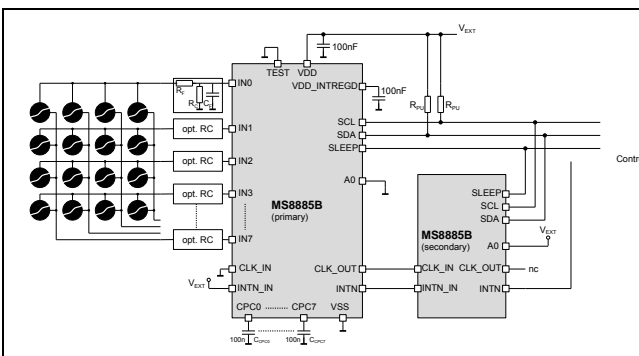 VEXT
100nF
TEST VDD
VDD_INTREGD
100nF
RF
RC CF
IN0
opt. RC IN1
opt. RC IN2
opt. RC IN3
opt. RC IN7
MS8885B
(primary)
SCL
SDA
SLEEP
RPU RPU
A0
CLK_IN
VEXT
INTN_IN
CLK_OUT
INTN
CPC0 CPC7 VSS
100n CCPC0 100n CCPC7
Contro
SLEEP
SCL
SDA
MS8885B
(secondary)
VEXT
A0
CLK_IN CLK_OUT nc
INTN_IN INTN